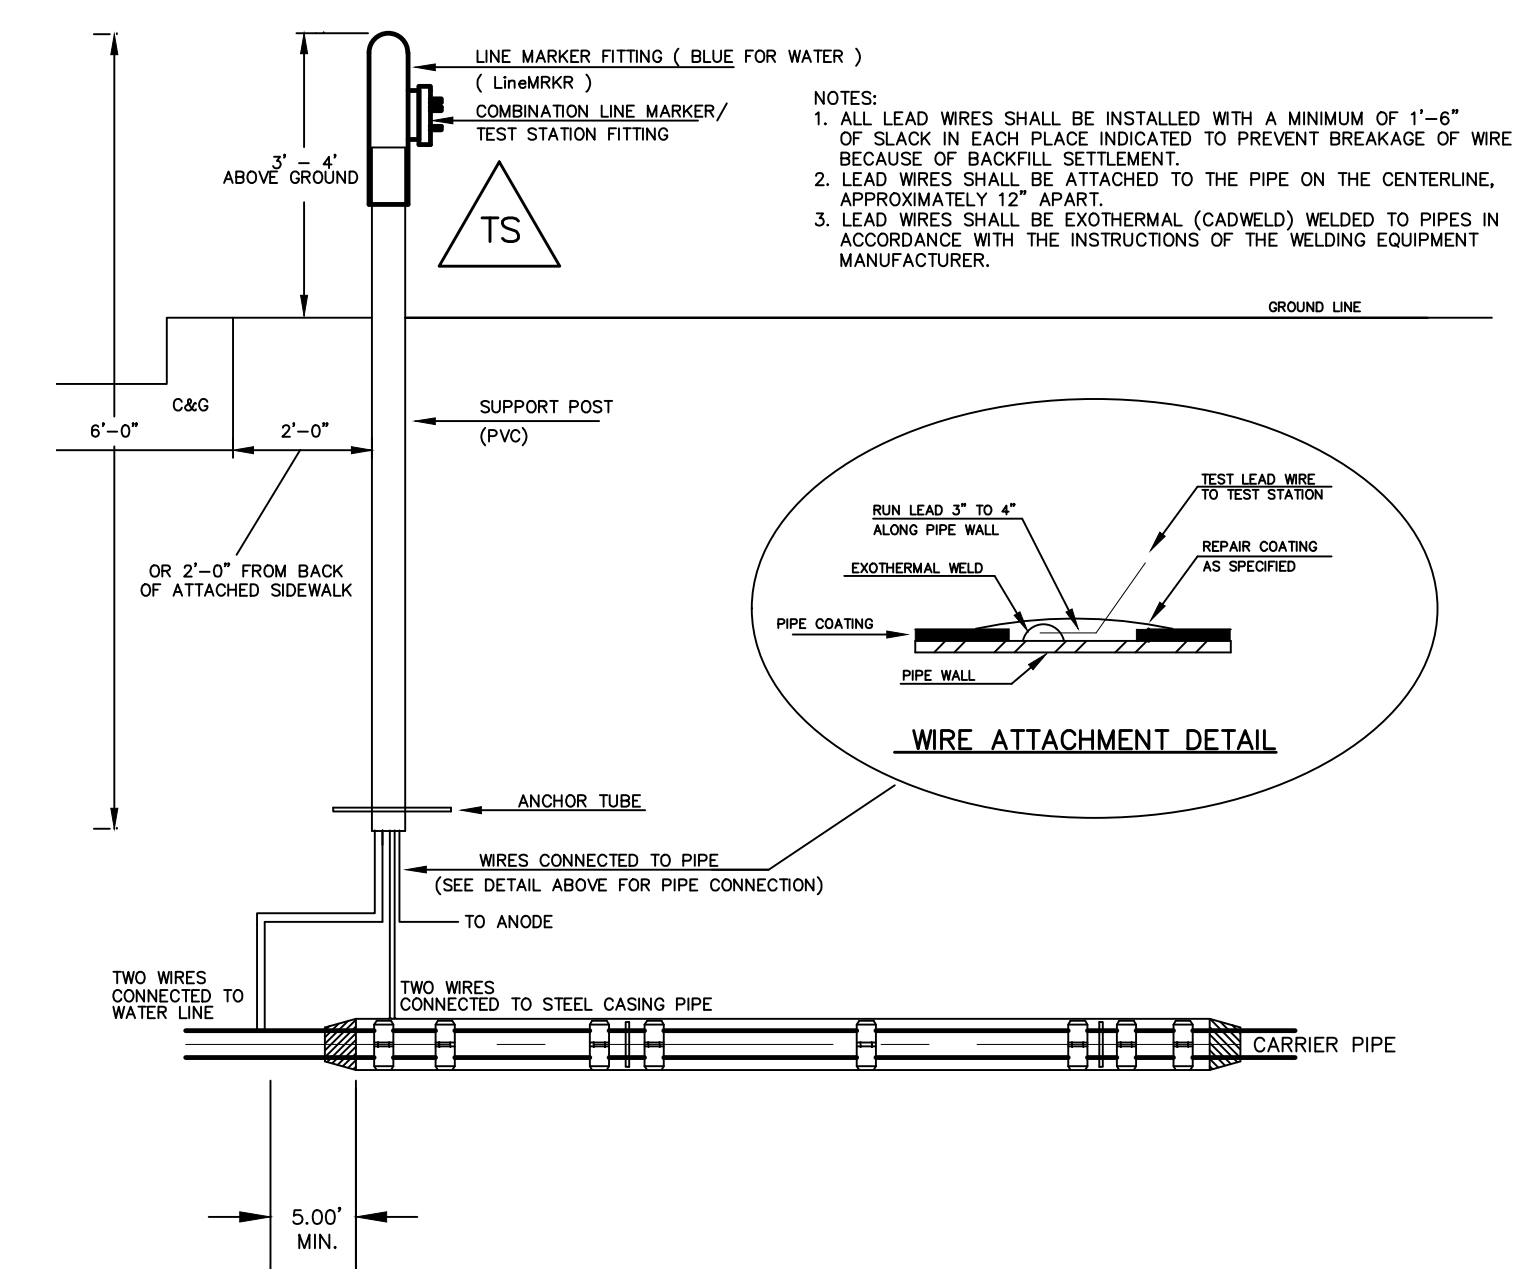 LINE MARKER FITTING ( BLUE FOR WATER )
( LineMRKR )
COMBINATION LINE MARKER/
TEST STATION FITTING
3' – 4'
ABOVE GROUND
TS
NOTES:
1. ALL LEAD WIRES SHALL BE INSTALLED WITH A MINIMUM OF 1'–6"
OF SLACK IN EACH PLACE INDICATED TO PREVENT BREAKAGE OF WIRE
BECAUSE OF BACKFILL SETTLEMENT.
2. LEAD WIRES SHALL BE ATTACHED TO THE PIPE ON THE CENTERLINE,
APPROXIMATELY 12" APART.
3. LEAD WIRES SHALL BE EXOTHERMAL (CADWELD) WELDED TO PIPES IN
ACCORDANCE WITH THE INSTRUCTIONS OF THE WELDING EQUIPMENT
MANUFACTURER.
GROUND LINE
C&G
6'–0"
2'–0"
SUPPORT POST
(PVC)
OR 2'–0" FROM BACK
OF ATTACHED SIDEWALK
TEST LEAD WIRE
TO TEST STATION
RUN LEAD 3" TO 4"
ALONG PIPE WALL
REPAIR COATING
AS SPECIFIED
EXOTHERMAL WELD
PIPE COATING
PIPE WALL
WIRE ATTACHMENT DETAIL
ANCHOR TUBE
WIRES CONNECTED TO PIPE
(SEE DETAIL ABOVE FOR PIPE CONNECTION)
TO ANODE
TWO WIRES
CONNECTED TO
WATER LINE
TWO WIRES
CONNECTED TO STEEL CASING PIPE
CARRIER PIPE
5.00'
MIN.